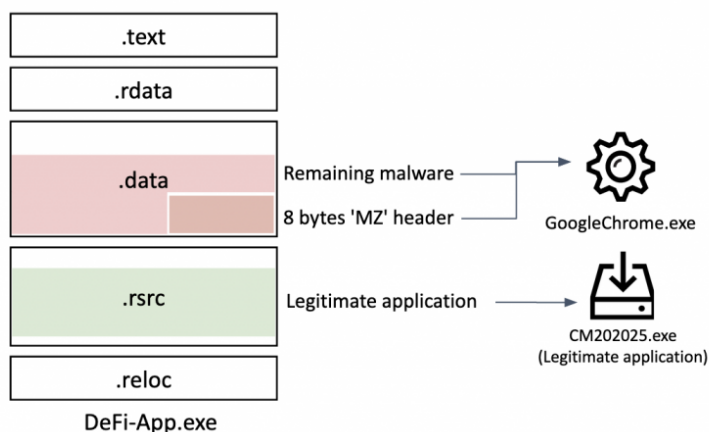 .text
.rdata
.data
Remaining malware
8 bytes 'MZ' header
GoogleChrome.exe
.rsrc
Legitimate application
CM202025.exe
(Legitimate application)
.reloc
DeFi-App.exe